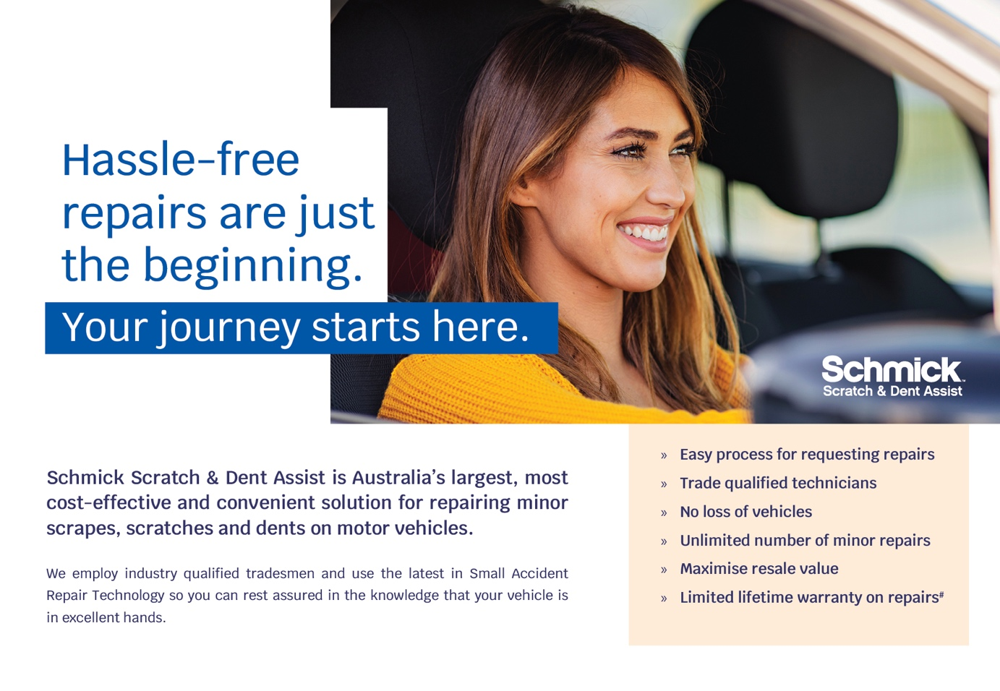 Hassle-free
repairs are just
the beginning.
Your journey starts here.
Schmick™
Scratch & Dent Assist
Schmick Scratch & Dent Assist is Australia’s largest, most
cost-effective and convenient solution for repairing minor
scrapes, scratches and dents on motor vehicles.
We employ industry qualified tradesmen and use the latest in Small Accident
Repair Technology so you can rest assured in the knowledge that your vehicle is
in excellent hands.
» Easy process for requesting repairs
» Trade qualified technicians
» No loss of vehicles
» Unlimited number of minor repairs
» Maximise resale value
» Limited lifetime warranty on repairs#